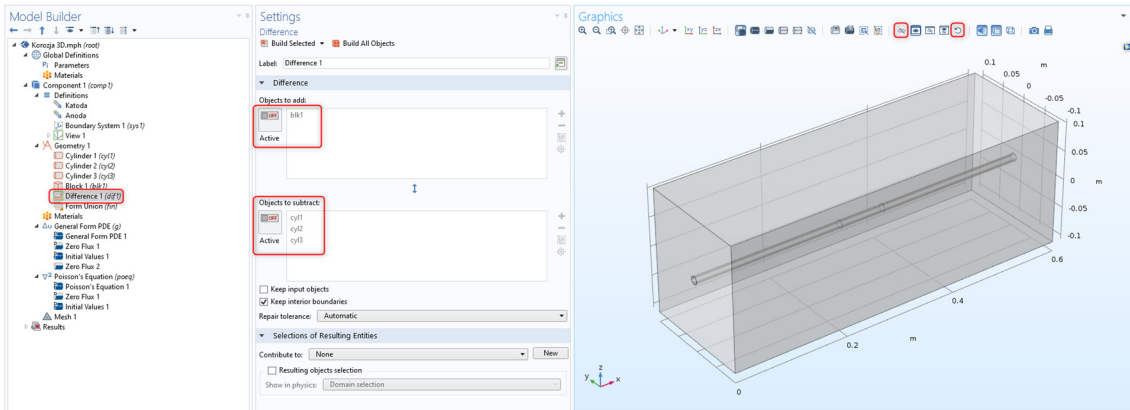 Model Builder
Korozja 3D.mph (root)
Global Definitions
Pi Parameters
Materials
Component 1 (comp1)
Definitions
Katoda
Anoda
Boundary System 1 (sys1)
View 1
Geometry 1
Cylinder 1 (cyl1)
Cylinder 2 (cyl2)
Cylinder 3 (cyl3)
Block 1 (blk1)
Difference 1 (dif1)
Form Union (fin)
Materials
Δu General Form PDE (g)
General Form PDE 1
Zero Flux 1
Initial Values 1
Zero Flux 2
∇² Poisson's Equation (poeq)
Poisson's Equation 1
Zero Flux 1
Initial Values 1
Mesh 1
Results
Settings
Difference
Build Selected
Build All Objects
Label: Difference 1
Difference
Objects to add:
OFF
blk1
Active
Objects to subtract:
OFF
cyl1
cyl2
cyl3
Active
Keep input objects
Keep interior boundaries
Repair tolerance: Automatic
Selections of Resulting Entities
Contribute to: None
New
Resulting objects selection
Show in physics: Domain selection
Graphics
xy yz xz
0.1
0.05
m
0
-0.05
-0.1
0.1
0.05
0
m
-0.05
-0.1
0.6
0.4
m
0.2
0
z
y
x